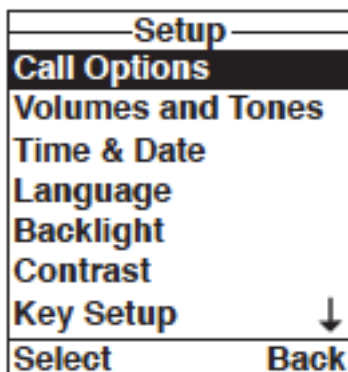 Setup
Call Options
Volumes and Tones
Time & Date
Language
Backlight
Contrast
Key Setup ↓
Select Back